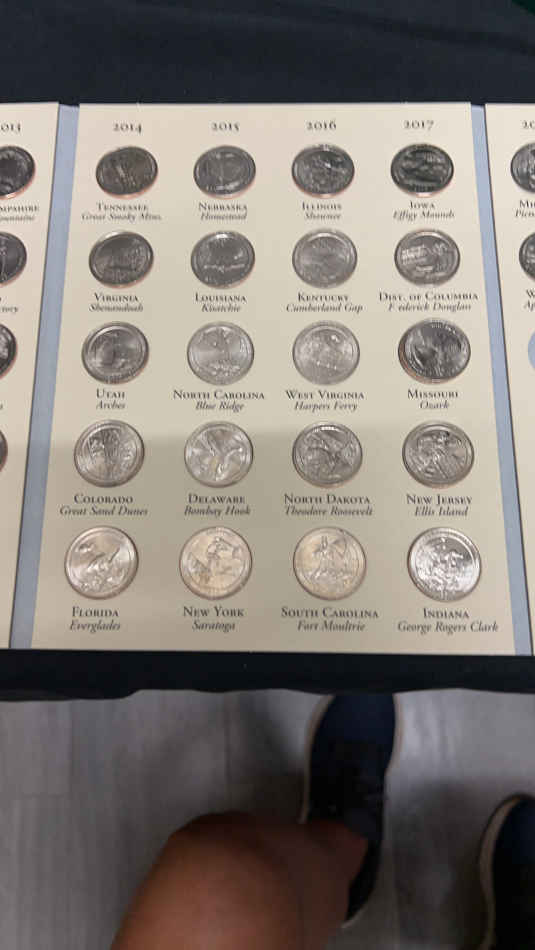 2014 2015 2016 2017
TENNESSEE
Great Smoky Mtns.
NEBRASKA
Homestead
ILLINOIS
Shawnee
IOWA
Effigy Mounds
VIRGINIA
Shenandoah
LOUISIANA
Kisatchie
KENTUCKY
Cumberland Gap
DIST. OF COLUMBIA
F ederick Douglass
UTAH
Arches
NORTH CAROLINA
Blue Ridge
WEST VIRGINIA
Harpers Ferry
MISSOURI
Ozark
COLORADO
Great Sand Dunes
DELAWARE
Bombay Hook
NORTH DAKOTA
Theodore Roosevelt
NEW JERSEY
Ellis Island
FLORIDA
Everglades
NEW YORK
Saratoga
SOUTH CAROLINA
Fort Moultrie
INDIANA
George Rogers Clark